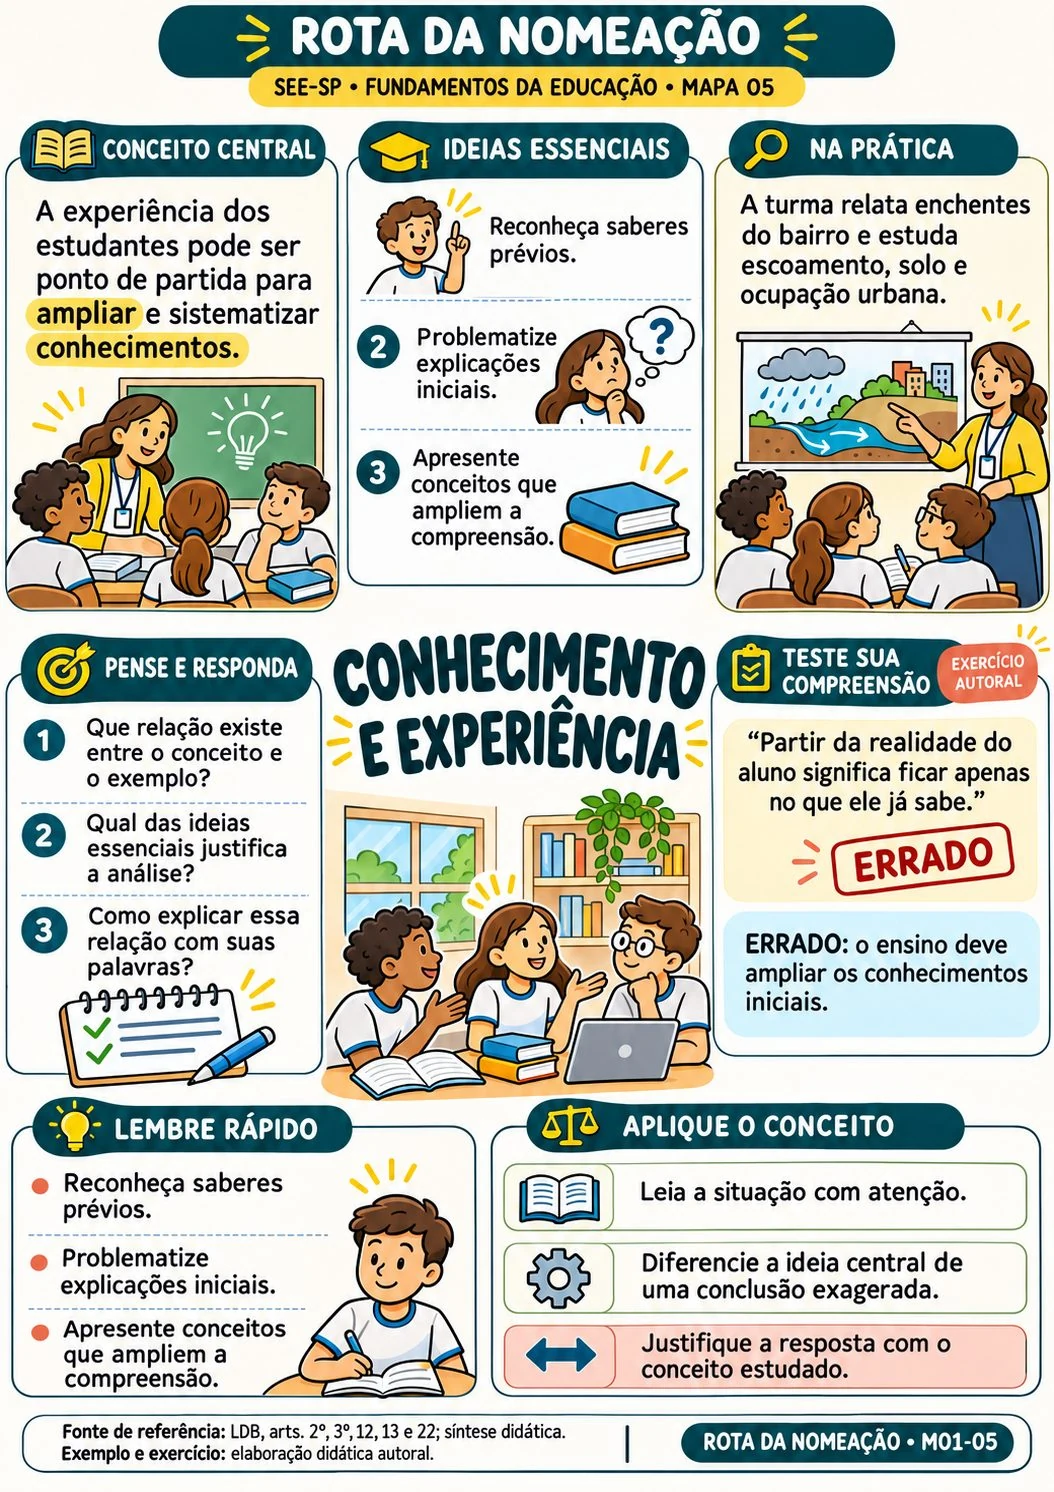 ROTA DA NOMEAÇÃO
SEE-SP • FUNDAMENTOS DA EDUCAÇÃO • MAPA 05
CONCEITO CENTRAL
A experiência dos
estudantes pode ser
ponto de partida para
ampliar e sistematizar
conhecimentos.
IDEIAS ESSENCIAIS
Reconheça saberes
prévios.
2
Problematize
explicações
iniciais.
?
3
Apresente
conceitos que
ampliem a
compreensão.
NA PRÁTICA
A turma relata enchentes
do bairro e estuda
escoamento, solo e
ocupação urbana.
PENSE E RESPONDA
1
Que relação existe
entre o conceito e
o exemplo?
2
Qual das ideias
essenciais justifica
a análise?
3
Como explicar essa
relação com suas
palavras?
CONHECIMENTO
E EXPERIÊNCIA
TESTE SUA
COMPREENSÃO
EXERCÍCIO
AUTORAL
“Partir da realidade do
aluno significa ficar apenas
no que ele já sabe.”
ERRADO
ERRADO: o ensino deve
ampliar os conhecimentos
iniciais.
LEMBRE RÁPIDO
Reconheça saberes
prévios.
Problematize
explicações iniciais.
Apresente conceitos
que ampliem a
compreensão.
APLIQUE O CONCEITO
Leia a situação com atenção.
Diferencie a ideia central de
uma conclusão exagerada.
Justifique a resposta com o
conceito estudado.
Fonte de referência: LDB, arts. 2º, 3º, 12, 13 e 22; síntese didática.
Exemplo e exercício: elaboração didática autoral.
ROTA DA NOMEAÇÃO • M01-05